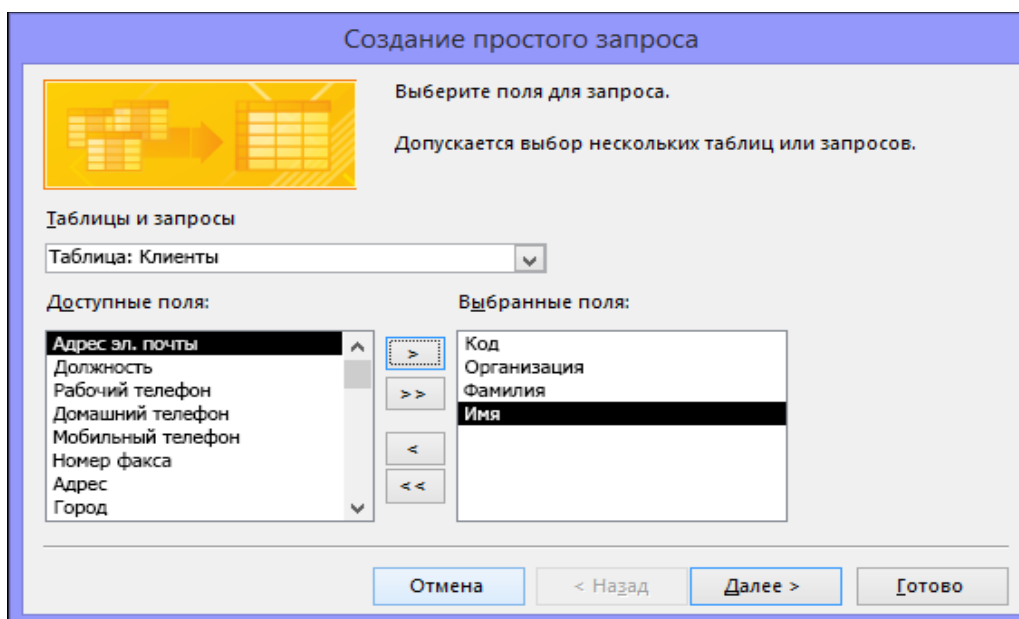 Создание простого запроса
Выберите поля для запроса.
Допускается выбор нескольких таблиц или запросов.
Таблицы и запросы
Таблица: Клиенты
Доступные поля:
Адрес эл. почты
Должность
Рабочий телефон
Домашний телефон
Мобильный телефон
Номер факса
Адрес
Город
>
>>
<
<<
Выбранные поля:
Код
Организация
Фамилия
Имя
Отмена
< Назад
Далее >
Готово